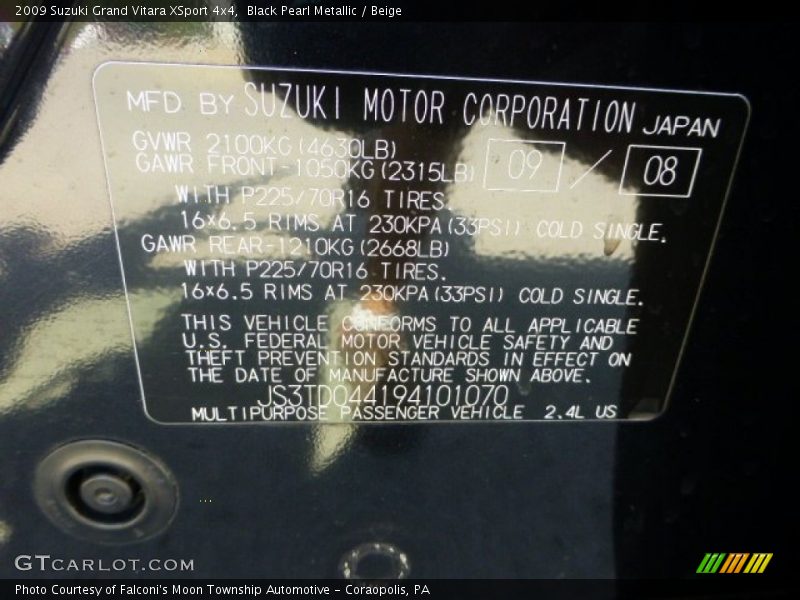 2009 Suzuki Grand Vitara XSport 4x4, Black Pearl Metallic / Beige
MFD BY SUZUKI MOTOR CORPORATION JAPAN
GVWR 2100KG (4630LB)
GAWR FRONT-1050KG (2315LB) 09 / 08
WITH P225/70R16 TIRES.
16x6.5 RIMS AT 230KPA (33PSI) COLD SINGLE.
GAWR REAR-1210KG (2668LB)
WITH P225/70R16 TIRES.
16x6.5 RIMS AT 230KPA (33PSI) COLD SINGLE.
THIS VEHICLE CONFORMS TO ALL APPLICABLE
U.S. FEDERAL MOTOR VEHICLE SAFETY AND
THEFT PREVENTION STANDARDS IN EFFECT ON
THE DATE OF MANUFACTURE SHOWN ABOVE.
JS3TD044194101070
MULTIPURPOSE PASSENGER VEHICLE 2.4L US
GTCARLOT.COM
Photo Courtesy of Falconi's Moon Township Automotive - Coraopolis, PA